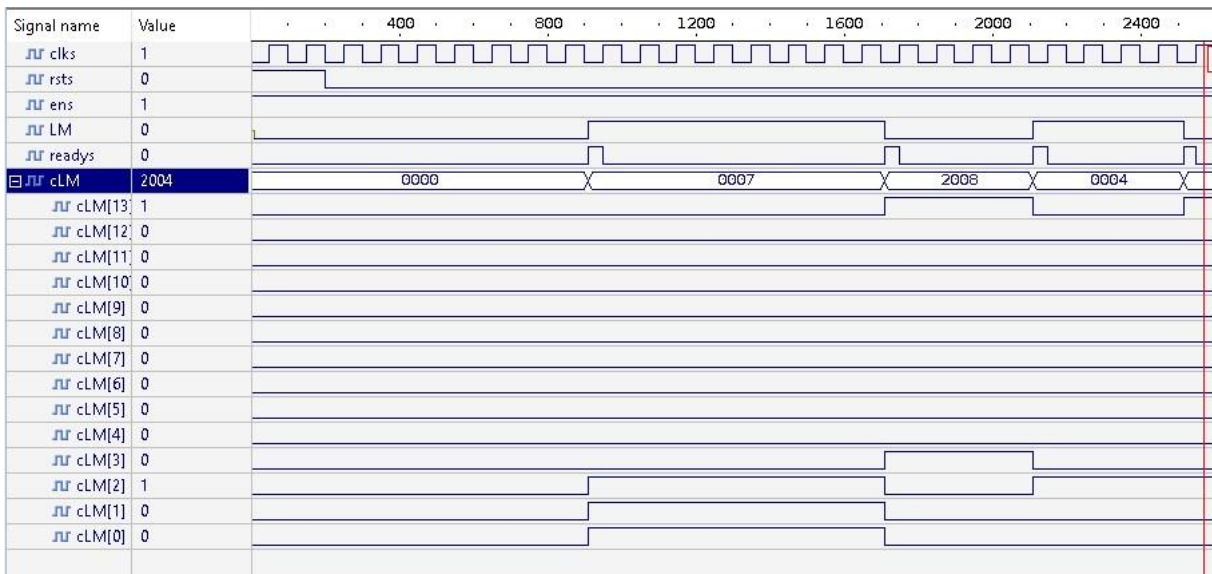 Signal name Value 400 800 1200 1600 2000 2400
clks 1
rsts 0
ens 1
LM 0
readys 0
cLM 2004 0000 0007 2008 0004
cLM[13] 1
cLM[12] 0
cLM[11] 0
cLM[10] 0
cLM[9] 0
cLM[8] 0
cLM[7] 0
cLM[6] 0
cLM[5] 0
cLM[4] 0
cLM[3] 0
cLM[2] 1
cLM[1] 0
cLM[0] 0